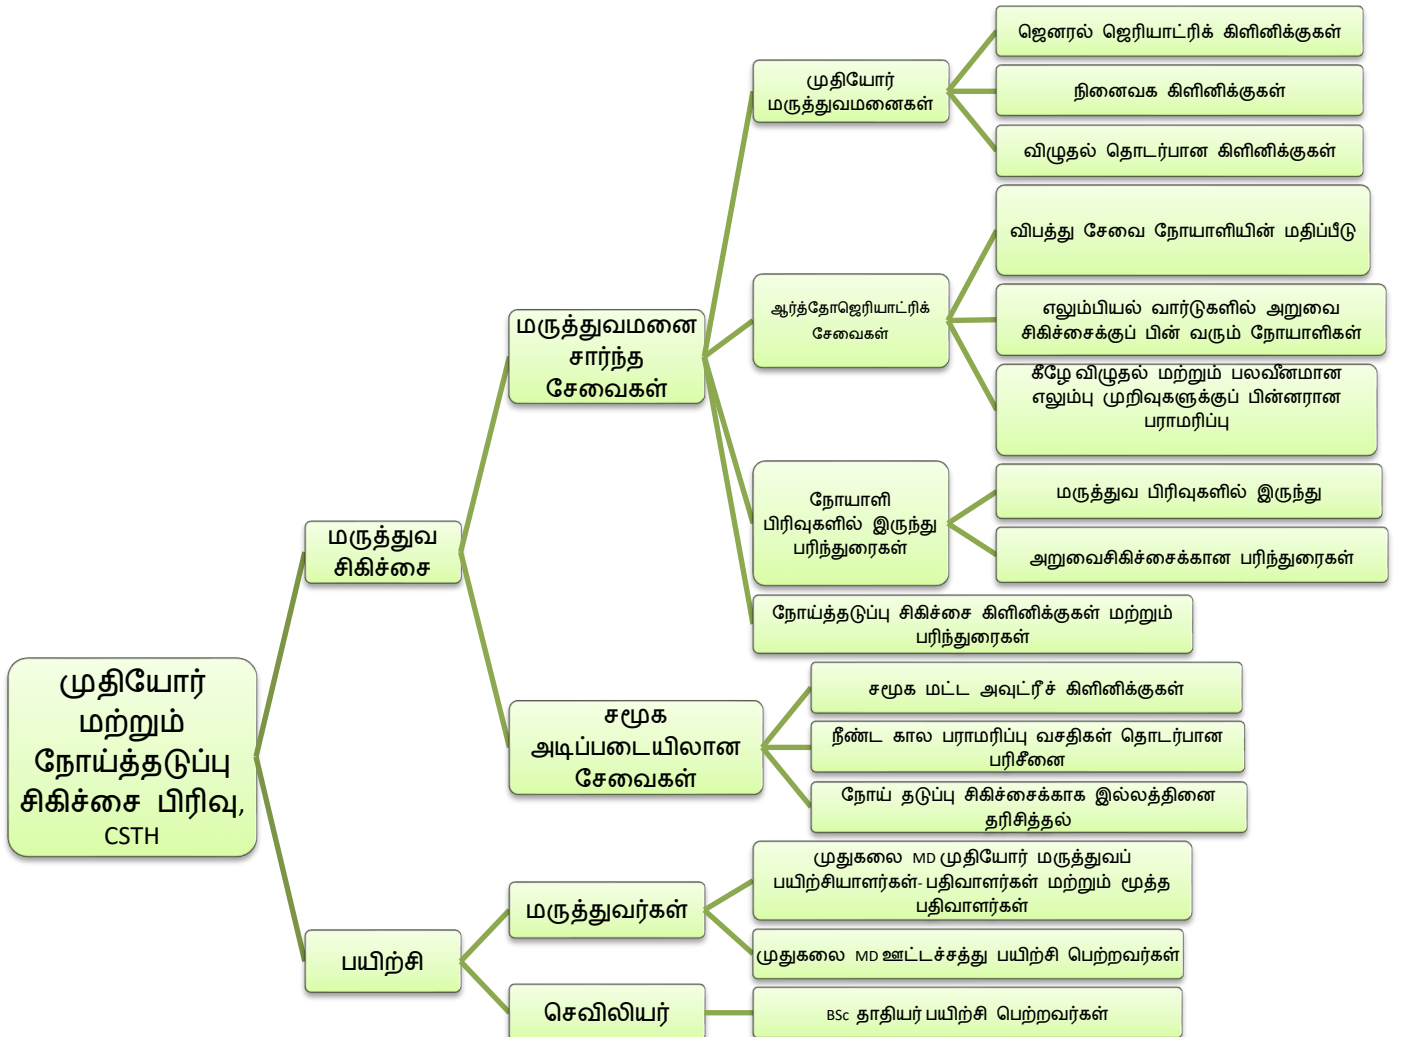 முதியோர்
மற்றும்
நோய்த்தடுப்பு
சிகிச்சை பிரிவு,
CSTH
மருத்துவ
சிகிச்சை
மருத்துவமனை
சார்ந்த
சேவைகள்
முதியோர்
மருத்துவமனைகள்
ஜெனரல் ஜெரியாட்ரிக் கிளினிக்குகள்
நினைவக கிளினிக்குகள்
விழுதல் தொடர்பான கிளினிக்குகள்
ஆர்த்தோஜெரியாட்ரிக்
சேவைகள்
விபத்து சேவை நோயாளியின் மதிப்பீடு
எலும்பியல் வார்டுகளில் அறுவை
சிகிச்சைக்குப் பின் வரும் நோயாளிகள்
கீழே விழுதல் மற்றும் பலவீனமான
எலும்பு முறிவுகளுக்குப் பின்னரான
பராமரிப்பு
நோயாளி
பிரிவுகளில் இருந்து
பரிந்துரைகள்
மருத்துவ பிரிவுகளில் இருந்து
அறுவைசிகிச்சைக்கான பரிந்துரைகள்
நோய்த்தடுப்பு சிகிச்சை கிளினிக்குகள் மற்றும்
பரிந்துரைகள்
சமூக
அடிப்படையிலான
சேவைகள்
சமூக மட்ட அவுட்ரீச் கிளினிக்குகள்
நீண்ட கால பராமரிப்பு வசதிகள் தொடர்பான
பரிசீனை
நோய் தடுப்பு சிகிச்சைக்காக இல்லத்தினை
தரிசித்தல்
பயிற்சி
மருத்துவர்கள்
முதுகலை MD முதியோர் மருத்துவப்
பயிற்சியாளர்கள்- பதிவாளர்கள் மற்றும் மூத்த
பதிவாளர்கள்
முதுகலை MD ஊட்டச்சத்து பயிற்சி பெற்றவர்கள்
செவிலியர்
BSc தாதியர் பயிற்சி பெற்றவர்கள்